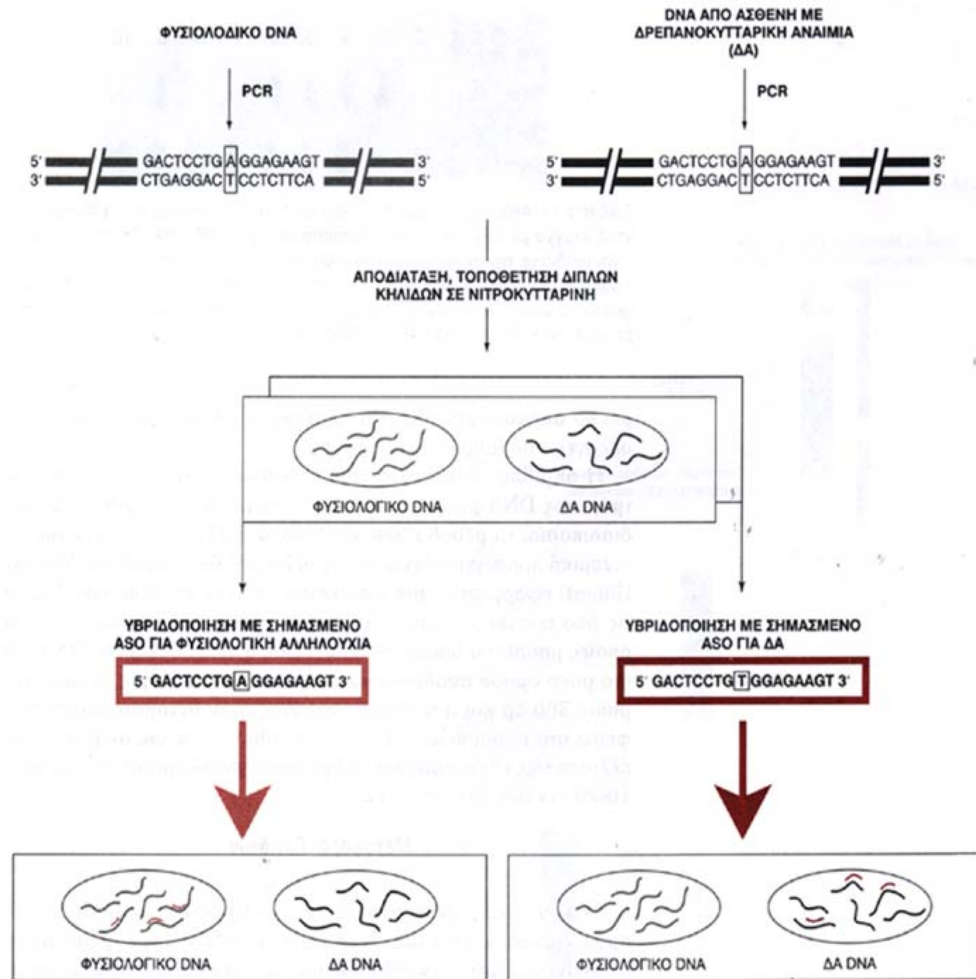 ΦΥΣΙΟΛΟΔΙΚΟ DNA
DNA ΑΠΟ ΑΣΘΕΝΗ ΜΕ
ΔΡΕΠΑΝΟΚΥΤΤΑΡΙΚΗ ΑΝΑΙΜΙΑ
(ΔΑ)
PCR
PCR
5' GACTCCTGAGGAGAAGT 3'
3' CTGAGGACTCCTCTTCA 5'
5' GACTCCTGAGGAGAAGT 3'
3' CTGAGGACTCCTCTTCA 5'
ΑΠΟΔΙΑΤΑΞΗ, ΤΟΠΟΘΕΤΗΣΗ ΔΙΠΛΩΝ
ΚΗΛΙΔΩΝ ΣΕ ΝΙΤΡΟΚΥΤΤΑΡΙΝΗ
ΦΥΣΙΟΛΟΓΙΚΟ DNA
ΔΑ DNA
ΥΒΡΙΔΟΠΟΙΗΣΗ ΜΕ ΣΗΜΑΣΜΕΝΟ
ASO ΓΙΑ ΦΥΣΙΟΛΟΓΙΚΗ ΑΛΛΗΛΟΥΧΙΑ
5' GACTCCTGAGGAGAAGT 3'
ΥΒΡΙΔΟΠΟΙΗΣΗ ΜΕ ΣΗΜΑΣΜΕΝΟ
ASO ΓΙΑ ΔΑ
5' GACTCCTGTGGAGAAGT 3'
ΦΥΣΙΟΛΟΓΙΚΟ DNA
ΔΑ DNA
ΦΥΣΙΟΛΟΓΙΚΟ DNA
ΔΑ DNA